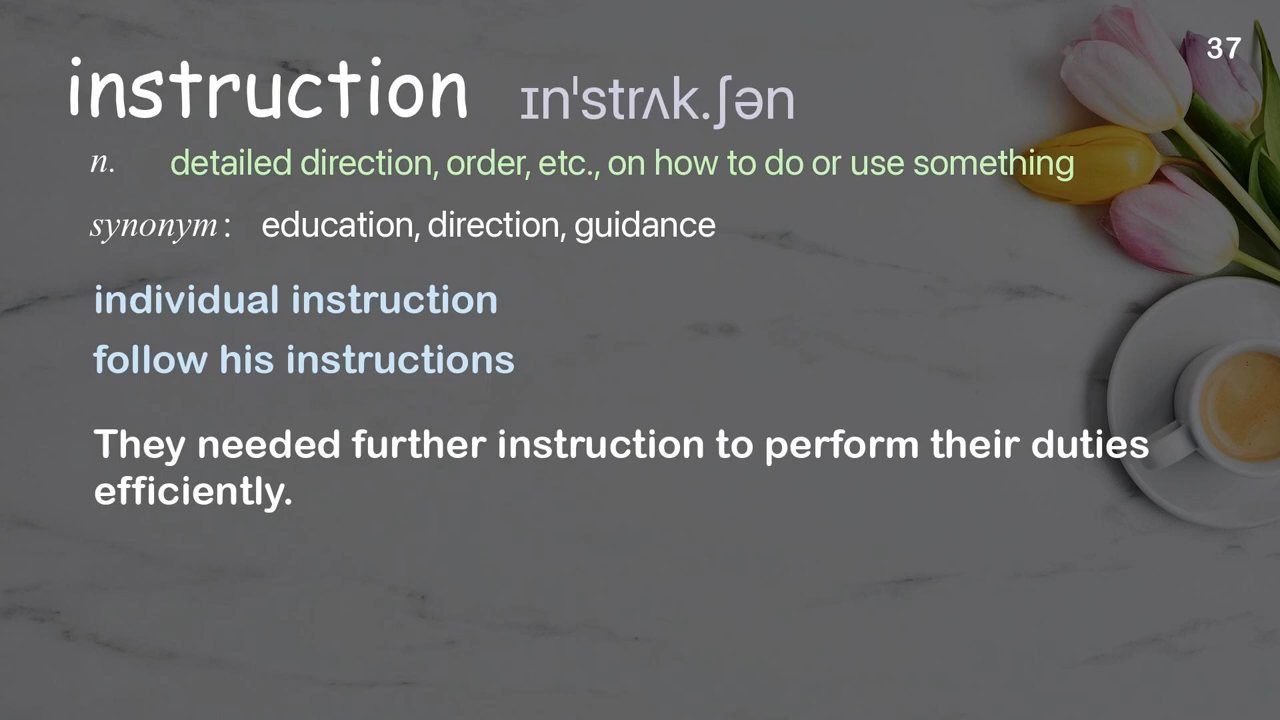 37
instruction ɪnˈstrʌk.ʃən
n. detailed direction, order, etc., on how to do or use something
synonym: education, direction, guidance
individual instruction
follow his instructions
They needed further instruction to perform their duties
efficiently.